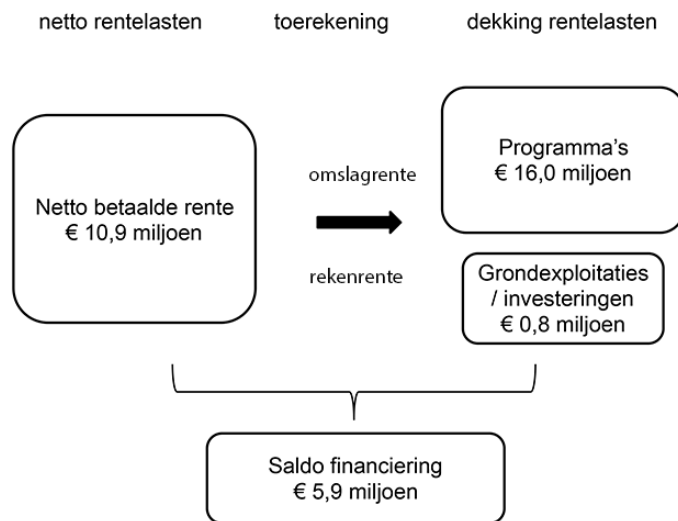 netto rentelasten
toerekening
dekking rentelasten
Netto betaalde rente
€ 10,9 miljoen
omslagrente
rekenrente
Programma's
€ 16,0 miljoen
Grondexploitaties
/ investeringen
€ 0,8 miljoen
Saldo financiering
€ 5,9 miljoen